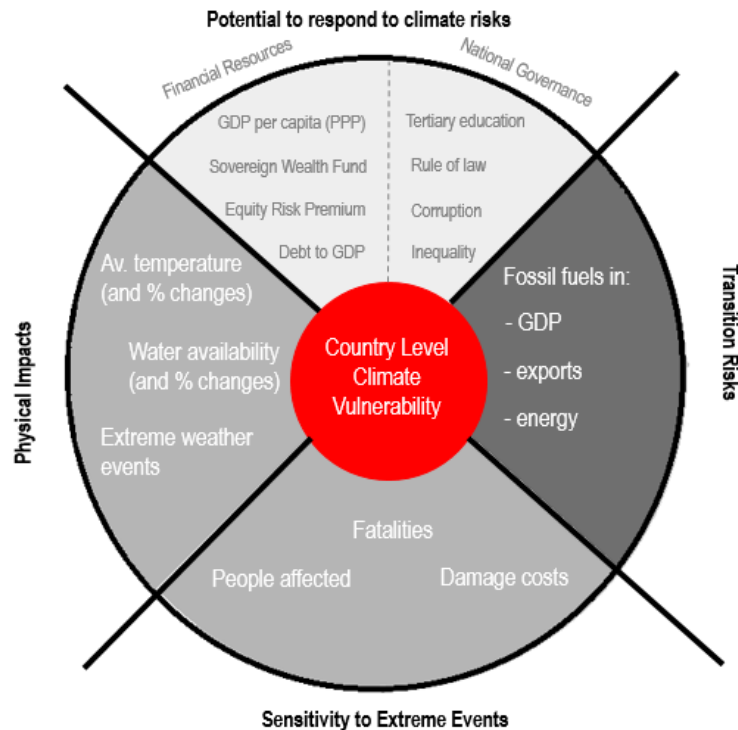 Potential to respond to climate risks
Financial Resources
National Governance
GDP per capita (PPP)
Sovereign Wealth Fund
Equity Risk Premium
Debt to GDP
Tertiary education
Rule of law
Corruption
Inequality
Physical Impacts
Av. temperature
(and % changes)
Water availability
(and % changes)
Extreme weather
events
Country Level
Climate
Vulnerability
Fossil fuels in:
- GDP
- exports
- energy
Transition Risks
Fatalities
People affected
Damage costs
Sensitivity to Extreme Events